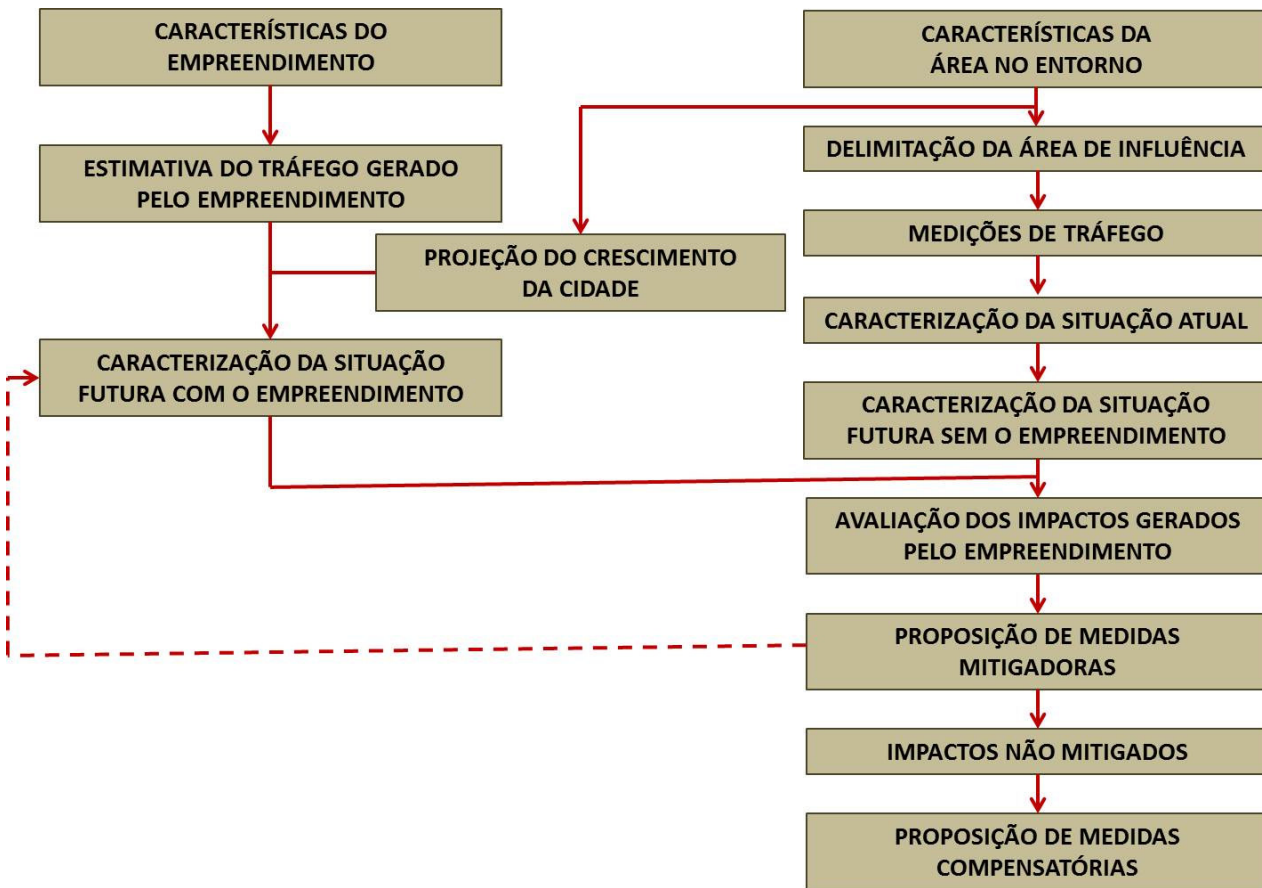 CARACTERÍSTICAS DO
EMPREENDIMENTO
ESTIMATIVA DO TRÁFEGO GERADO
PELO EMPREENDIMENTO
PROJEÇÃO DO CRESCIMENTO
DA CIDADE
CARACTERIZAÇÃO DA SITUAÇÃO
FUTURA COM O EMPREENDIMENTO
CARACTERÍSTICAS DA
ÁREA NO ENTORNO
DELIMITAÇÃO DA ÁREA DE INFLUÊNCIA
MEDIÇÕES DE TRÁFEGO
CARACTERIZAÇÃO DA SITUAÇÃO ATUAL
CARACTERIZAÇÃO DA SITUAÇÃO
FUTURA SEM O EMPREENDIMENTO
AVALIAÇÃO DOS IMPACTOS GERADOS
PELO EMPREENDIMENTO
PROPOSIÇÃO DE MEDIDAS
MITIGADORAS
IMPACTOS NÃO MITIGADOS
PROPOSIÇÃO DE MEDIDAS
COMPENSATÓRIAS